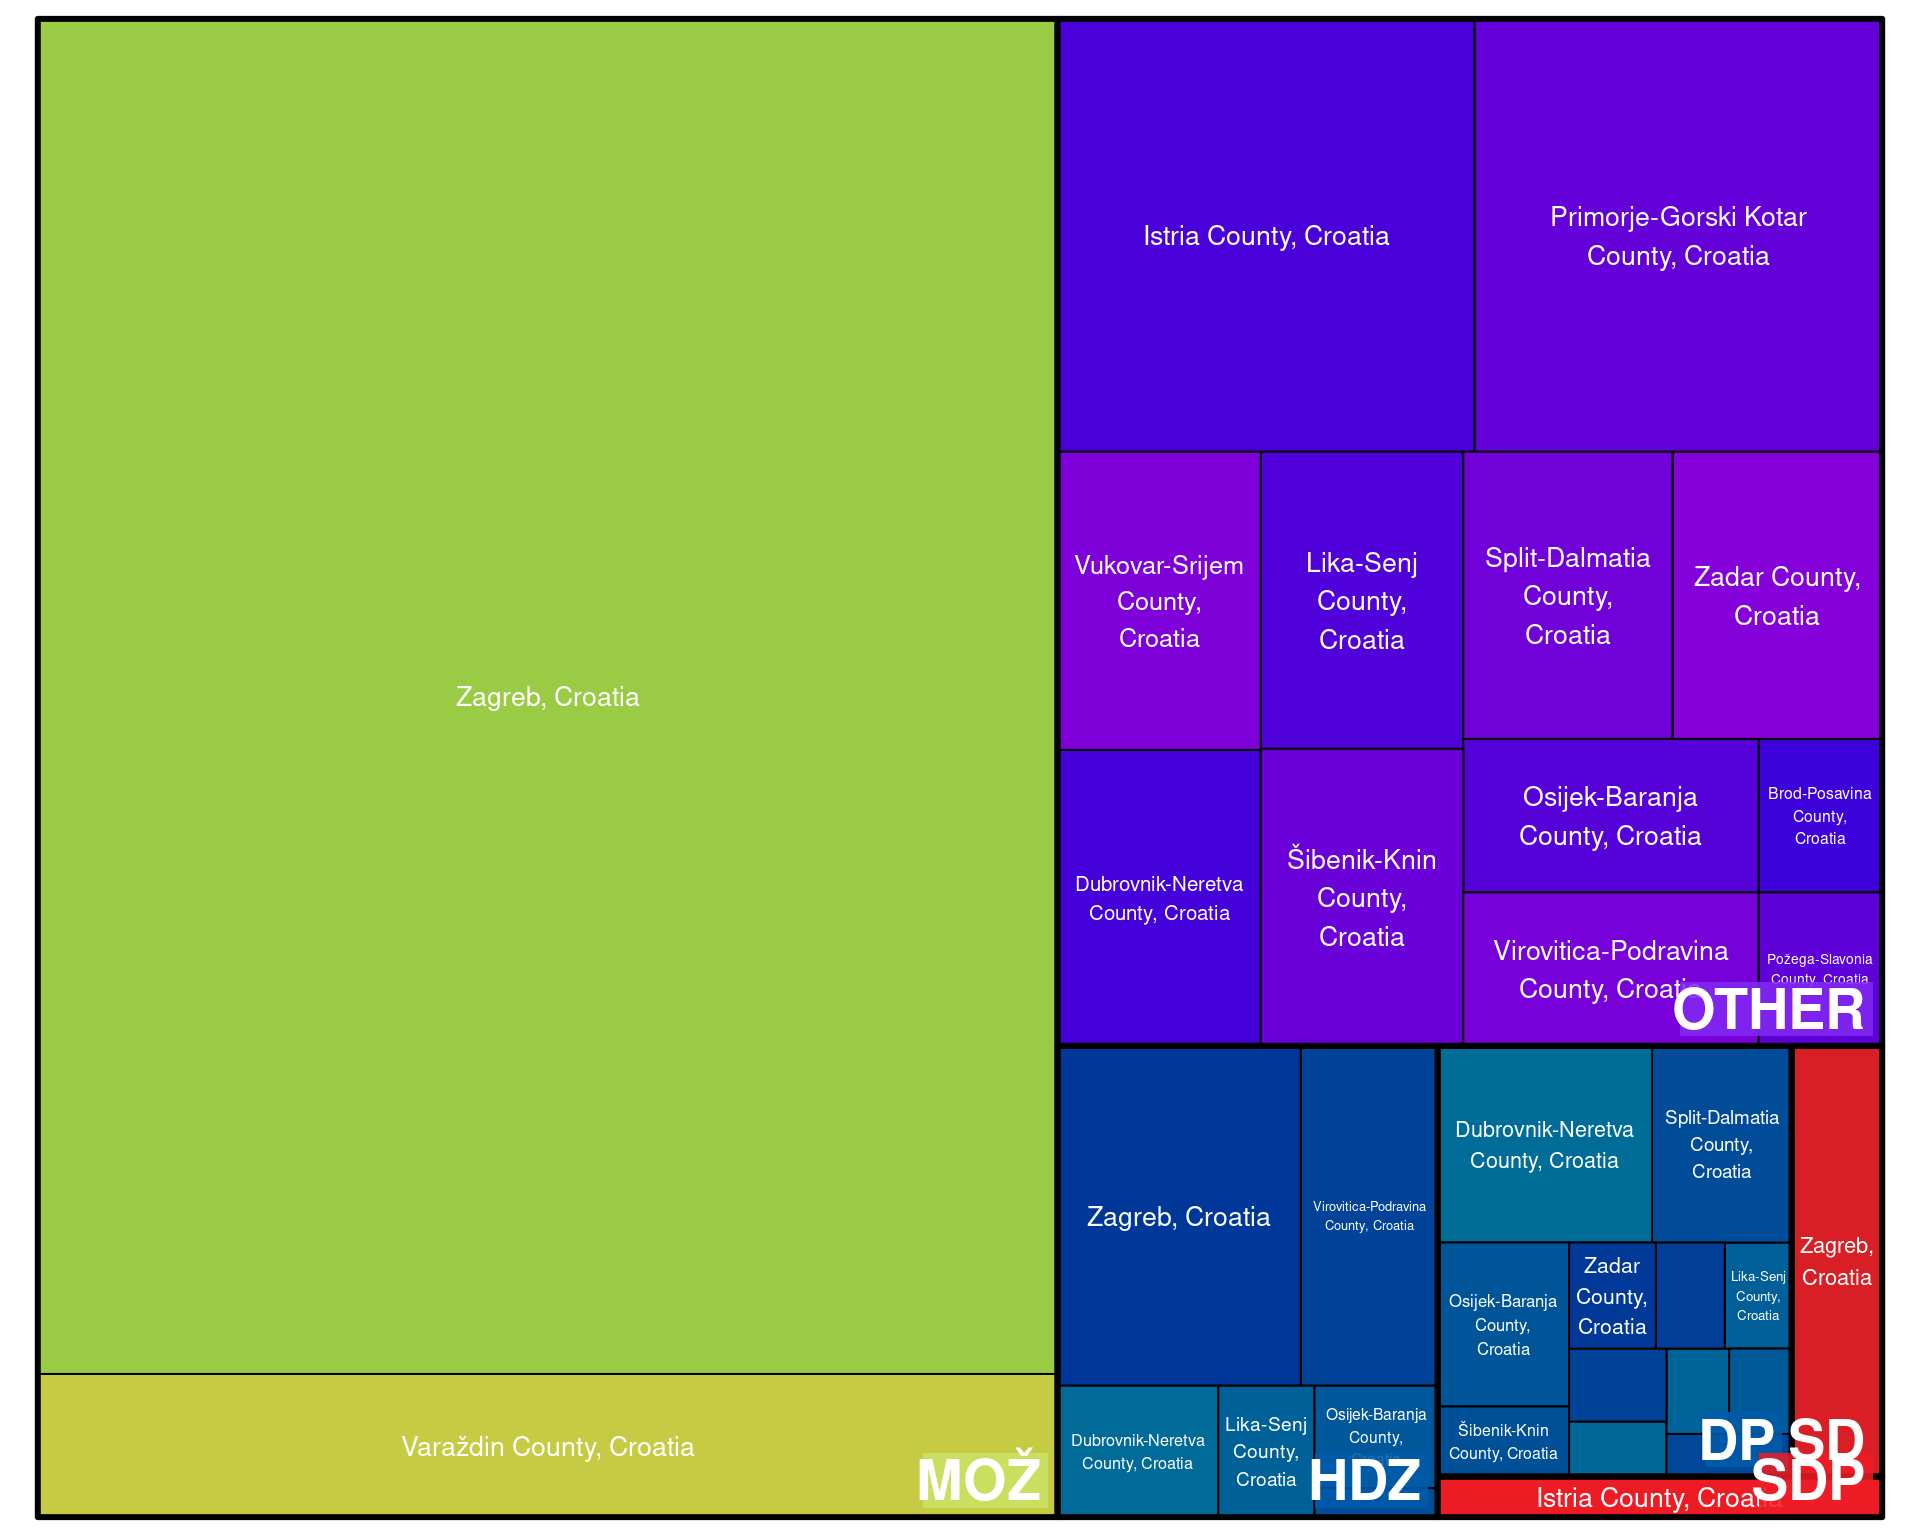 Zagreb, Croatia
Varaždin County, Croatia
MOŽ
Istria County, Croatia
Primorje-Gorski Kotar
County, Croatia
Vukovar-Srijem
County,
Croatia
Lika-Senj
County,
Croatia
Split-Dalmatia
County,
Croatia
Zadar County,
Croatia
Dubrovnik-Neretva
County, Croatia
Šibenik-Knin
County,
Croatia
Osijek-Baranja
County, Croatia
Brod-Posavina
County,
Croatia
Virovitica-Podravina
County, Croatia
Požega-Slavonia
County, Croatia
OTHER
Zagreb, Croatia
Virovitica-Podravina
County, Croatia
Dubrovnik-Neretva
County, Croatia
Lika-Senj
County,
Croatia
Osijek-Baranja
County,
HDZ
Dubrovnik-Neretva
County, Croatia
Split-Dalmatia
County,
Croatia
Osijek-Baranja
County,
Croatia
Zadar
County,
Croatia
Lika-Senj
County,
Croatia
Šibenik-Knin
County, Croatia
DP
Zagreb,
Croatia
SD
Istria County, Croatia
SDP